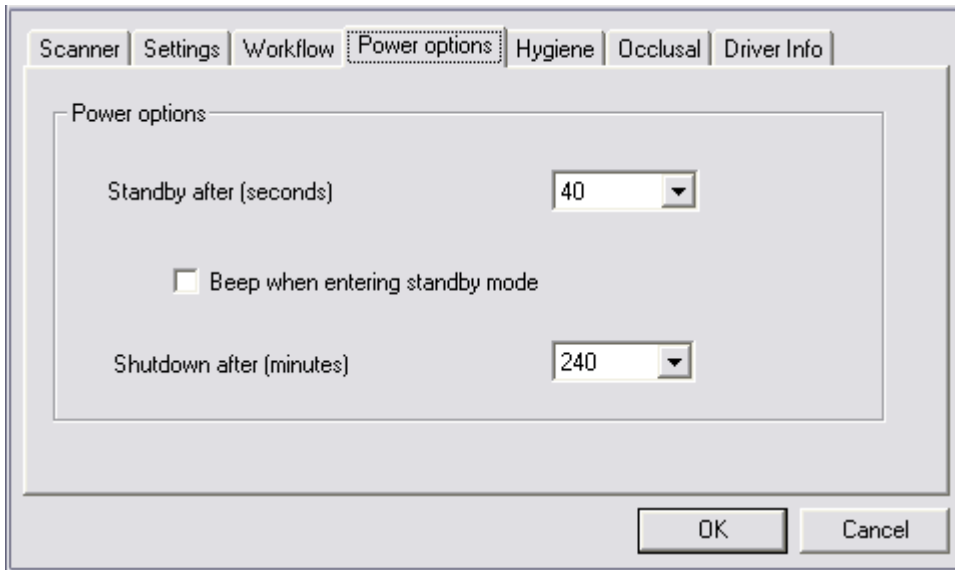 Scanner Settings Workflow Power options Hygiene Occlusal Driver Info
Power options
Standby after (seconds) 40
Beep when entering standby mode
Shutdown after (minutes) 240
OK Cancel